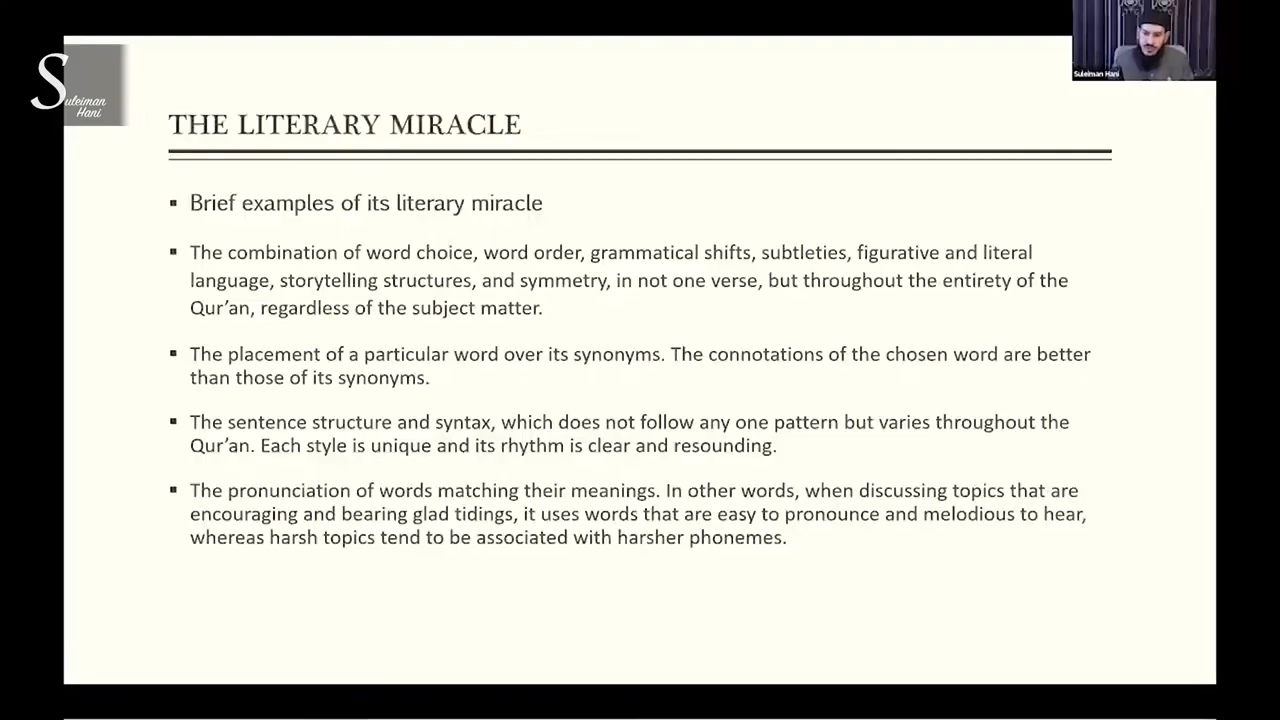 Suleiman
Hani
Suleiman Hani
THE LITERARY MIRACLE
▪ Brief examples of its literary miracle
▪ The combination of word choice, word order, grammatical shifts, subtleties, figurative and literal
language, storytelling structures, and symmetry, in not one verse, but throughout the entirety of the
Qur’an, regardless of the subject matter.
▪ The placement of a particular word over its synonyms. The connotations of the chosen word are better
than those of its synonyms.
▪ The sentence structure and syntax, which does not follow any one pattern but varies throughout the
Qur’an. Each style is unique and its rhythm is clear and resounding.
▪ The pronunciation of words matching their meanings. In other words, when discussing topics that are
encouraging and bearing glad tidings, it uses words that are easy to pronounce and melodious to hear,
whereas harsh topics tend to be associated with harsher phonemes.